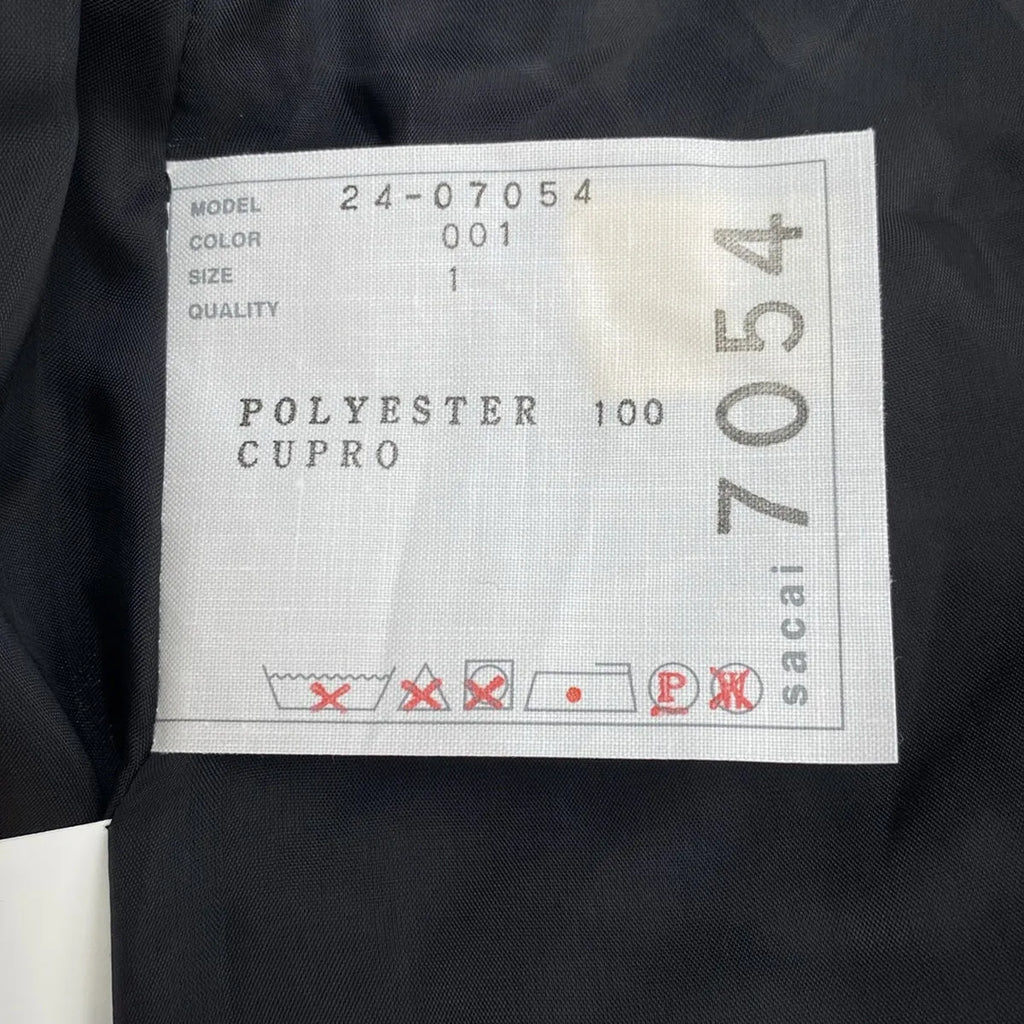 MODEL 24-07054
COLOR 001
SIZE 1
QUALITY
POLYESTER 100
CUPRO
P W
sacai 7054